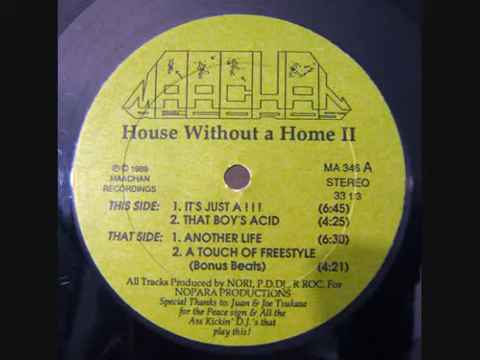 MAACHAN
RECORDS
House Without a Home II
℗© 1989
MAACHAN
RECORDINGS
MA 346 A
STEREO
33 1/3
THIS SIDE: 1. IT'S JUST A ! ! ! (6:45)
2. THAT BOY'S ACID (4:25)
THAT SIDE: 1. ANOTHER LIFE (6:30)
2. A TOUCH OF FREESTYLE
(Bonus Beats) (4:21)
All Tracks Produced by NORI, P.D.D!., R ROC. For
NOPARA PRODUCTIONS
Special Thanks to: Juan & Joe Tsukasa
for the Peace sign & All the
Ass Kickin' D.J.'s that
play this!